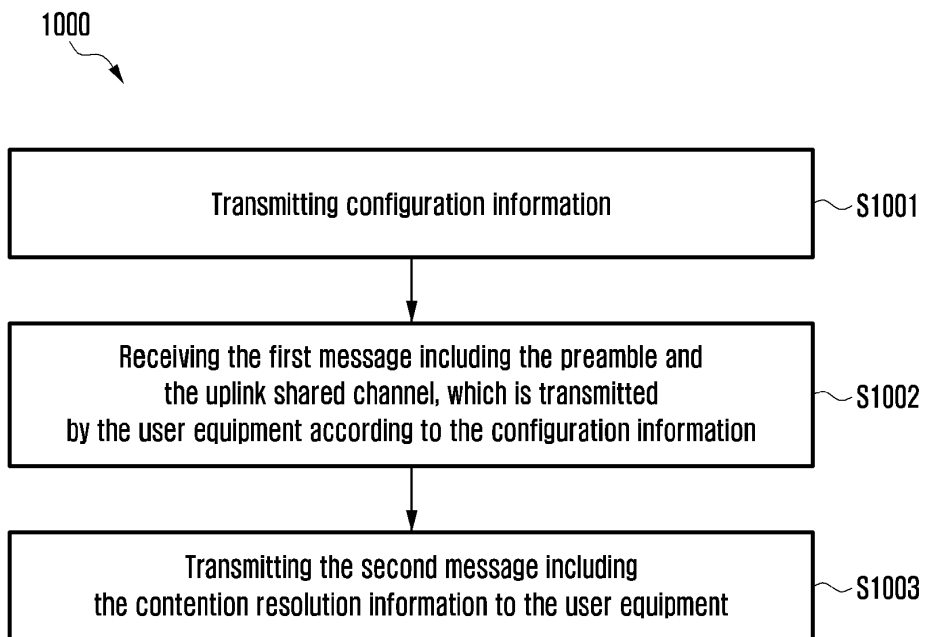 1000
Transmitting configuration information
S1001
Receiving the first message including the preamble and
the uplink shared channel, which is transmitted
by the user equipment according to the configuration information
S1002
Transmitting the second message including
the contention resolution information to the user equipment
S1003